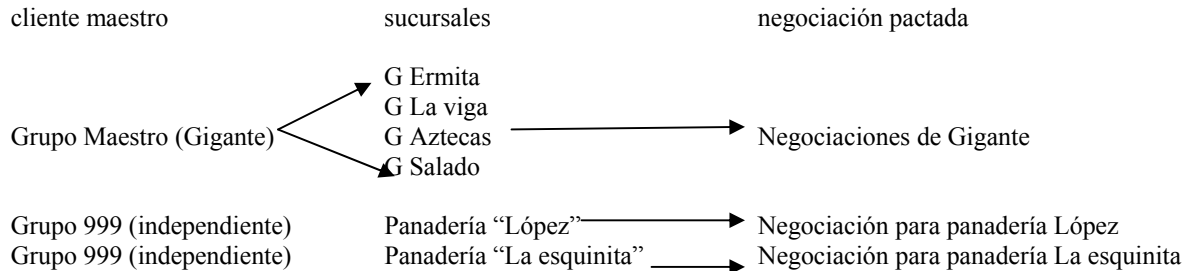 cliente maestro sucursales negociación pactada
G Ermita
G La viga
Grupo Maestro (Gigante) G Aztecas Negociaciones de Gigante
G Salado
Grupo 999 (independiente) Panadería “López” Negociación para panadería López
Grupo 999 (independiente) Panadería “La esquinita” Negociación para panadería La esquinita